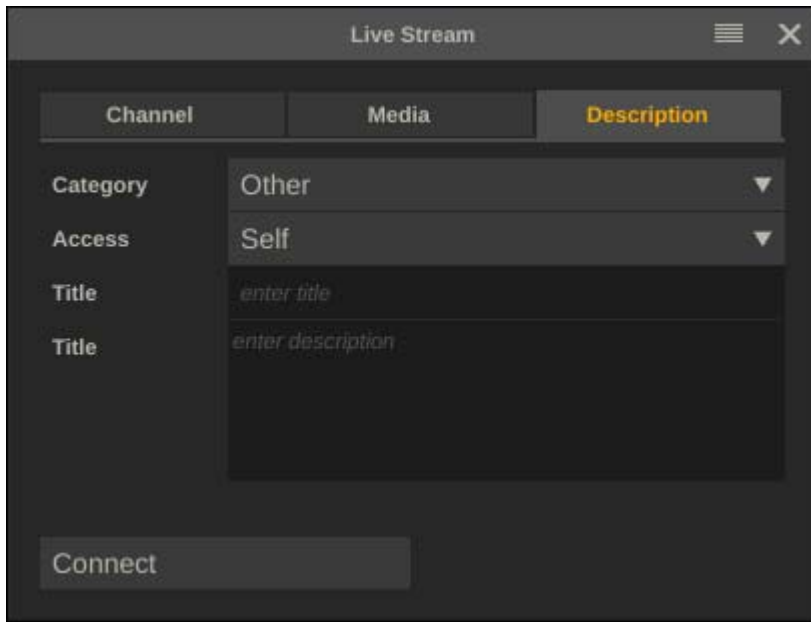 Live Stream
Channel Media Description
Category Other
Access Self
Title enter title
Title enter description
Connect